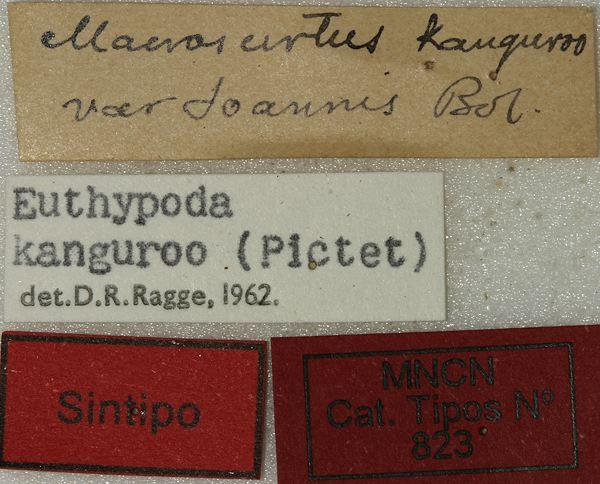 Macroscirtus kanguroo
var Joannis Bol.
Euthypoda
kanguroo (Pictet)
det.D.R.Ragge, 1962.
Sintipo
MNCN
Cat. Tipos Nº
823